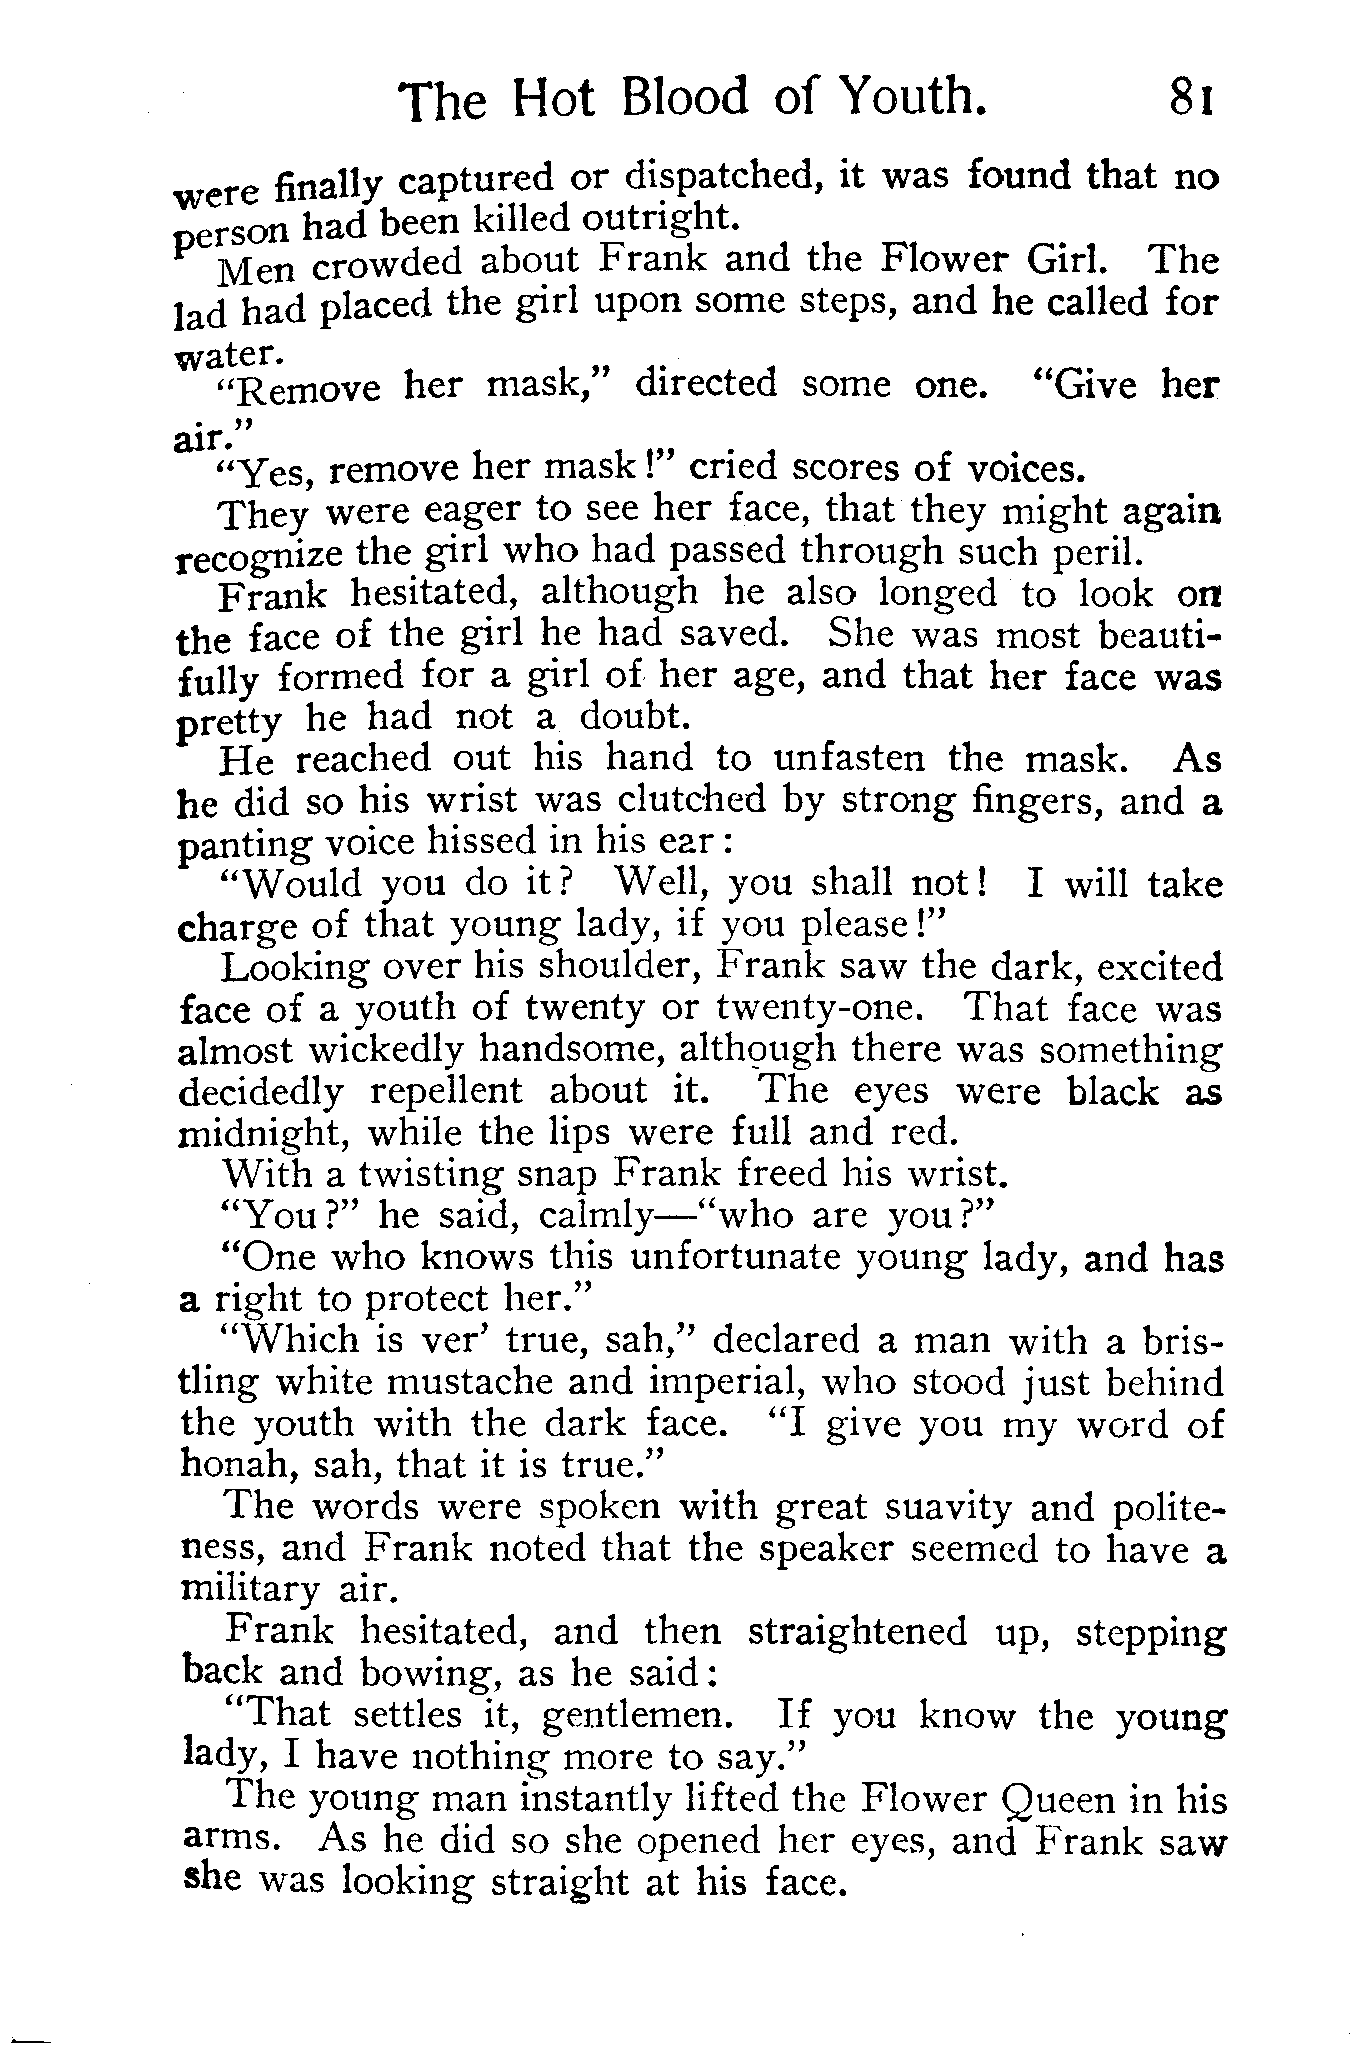 The Hot Blood of Youth. 81
were finally captured or dispatched, it was found that no
person had been killed outright.
Men crowded about Frank and the Flower Girl. The
lad had placed the girl upon some steps, and he called for
water.
“Remove her mask,” directed some one. “Give her
air.”
“Yes, remove her mask!” cried scores of voices.
They were eager to see her face, that they might again
recognize the girl who had passed through such peril.
Frank hesitated, although he also longed to look on
the face of the girl he had saved. She was most beauti-
fully formed for a girl of her age, and that her face was
pretty he had not a doubt.
He reached out his hand to unfasten the mask. As
he did so his wrist was clutched by strong fingers, and a
panting voice hissed in his ear:
“Would you do it? Well, you shall not! I will take
charge of that young lady, if you please!”
Looking over his shoulder, Frank saw the dark, excited
face of a youth of twenty or twenty-one. That face was
almost wickedly handsome, although there was something
decidedly repellent about it. The eyes were black as
midnight, while the lips were full and red.
With a twisting snap Frank freed his wrist.
“You?” he said, calmly—“who are you?”
“One who knows this unfortunate young lady, and has
a right to protect her.”
“Which is ver’ true, sah,” declared a man with a bris-
tling white mustache and imperial, who stood just behind
the youth with the dark face. “I give you my word of
honah, sah, that it is true.”
The words were spoken with great suavity and polite-
ness, and Frank noted that the speaker seemed to have a
military air.
Frank hesitated, and then straightened up, stepping
back and bowing, as he said:
“That settles it, gentlemen. If you know the young
lady, I have nothing more to say.”
The young man instantly lifted the Flower Queen in his
arms. As he did so she opened her eyes, and Frank saw
she was looking straight at his face.